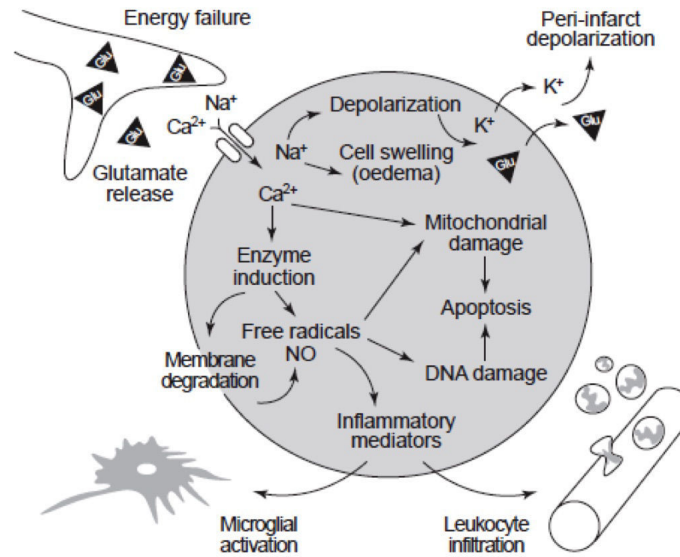 Energy failure
Peri-infarct
depolarization
Glu
Glu
Glu
Glu
Na⁺
Ca²⁺
Glutamate
release
Depolarization
K⁺
K⁺
Glu
Glu
Na⁺
Cell swelling
(oedema)
Ca²⁺
Mitochondrial
damage
Enzyme
induction
Apoptosis
Free radicals
NO
Membrane
degradation
DNA damage
Inflammatory
mediators
Microglial
activation
Leukocyte
infiltration